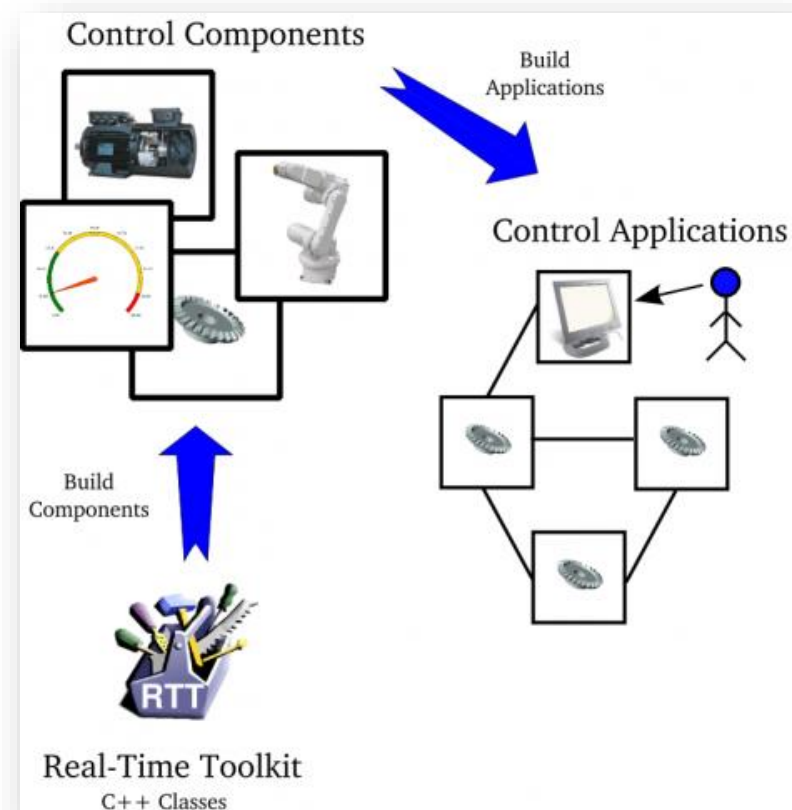 Control Components
Build
Applications
Control Applications
Build
Components
RTT
Real-Time Toolkit
C++ Classes